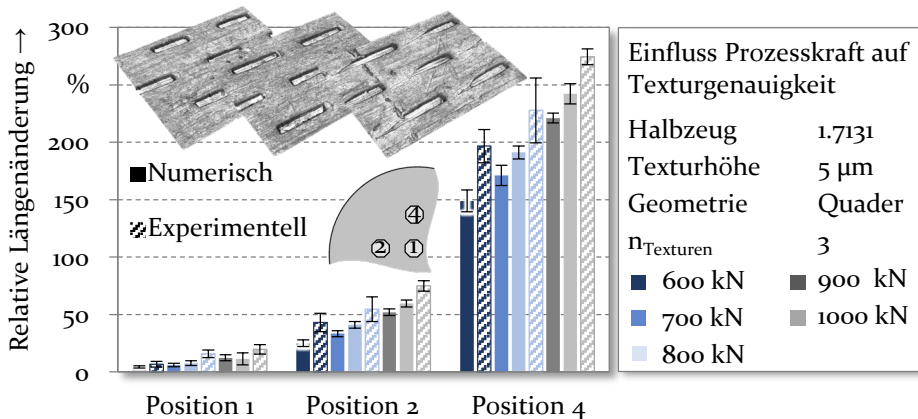 Relative Längenänderung →
300
%
200
150
100
50
0
Numerisch
Experimentell
4
2
1
Position 1
Position 2
Position 4
Einfluss Prozesskraft auf
Texturgenauigkeit
Halbzeug 1.7131
Texturhöhe 5 µm
Geometrie Quader
nTexturen 3
600 kN
900 kN
700 kN
1000 kN
800 kN